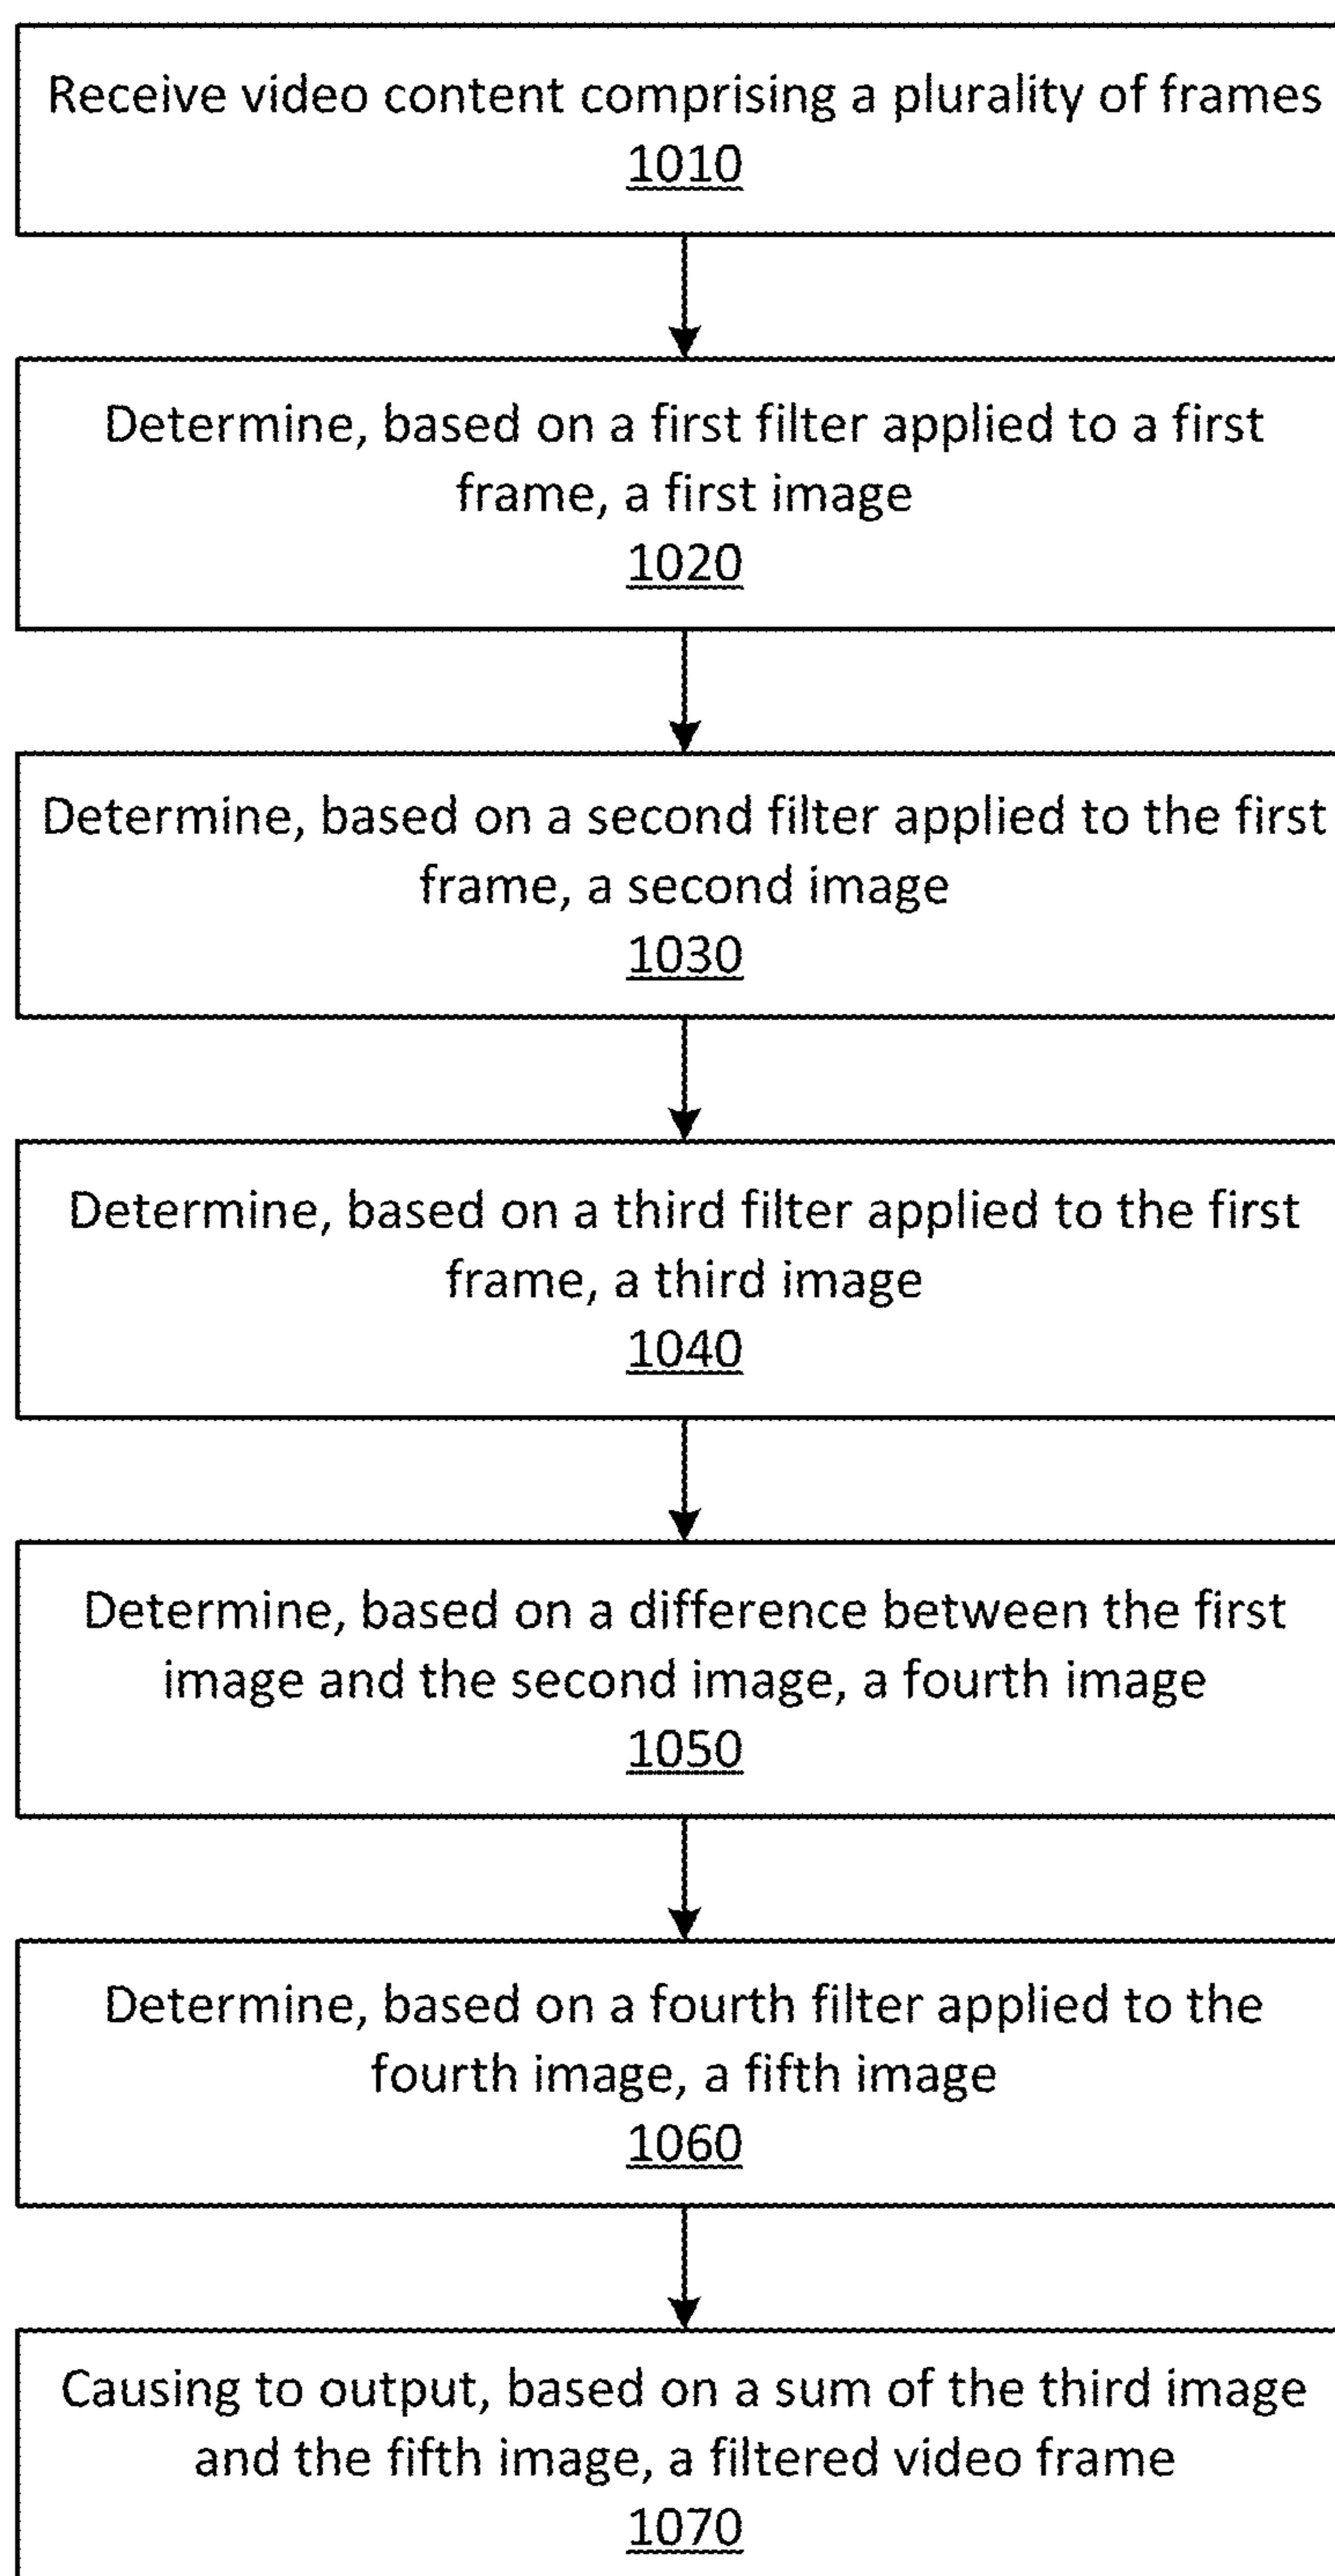 Receive video content comprising a plurality of frames
1010
Determine, based on a first filter applied to a first
frame, a first image
1020
Determine, based on a second filter applied to the first
frame, a second image
1030
Determine, based on a third filter applied to the first
frame, a third image
1040
Determine, based on a difference between the first
image and the second image, a fourth image
1050
Determine, based on a fourth filter applied to the
fourth image, a fifth image
1060
Causing to output, based on a sum of the third image
and the fifth image, a filtered video frame
1070